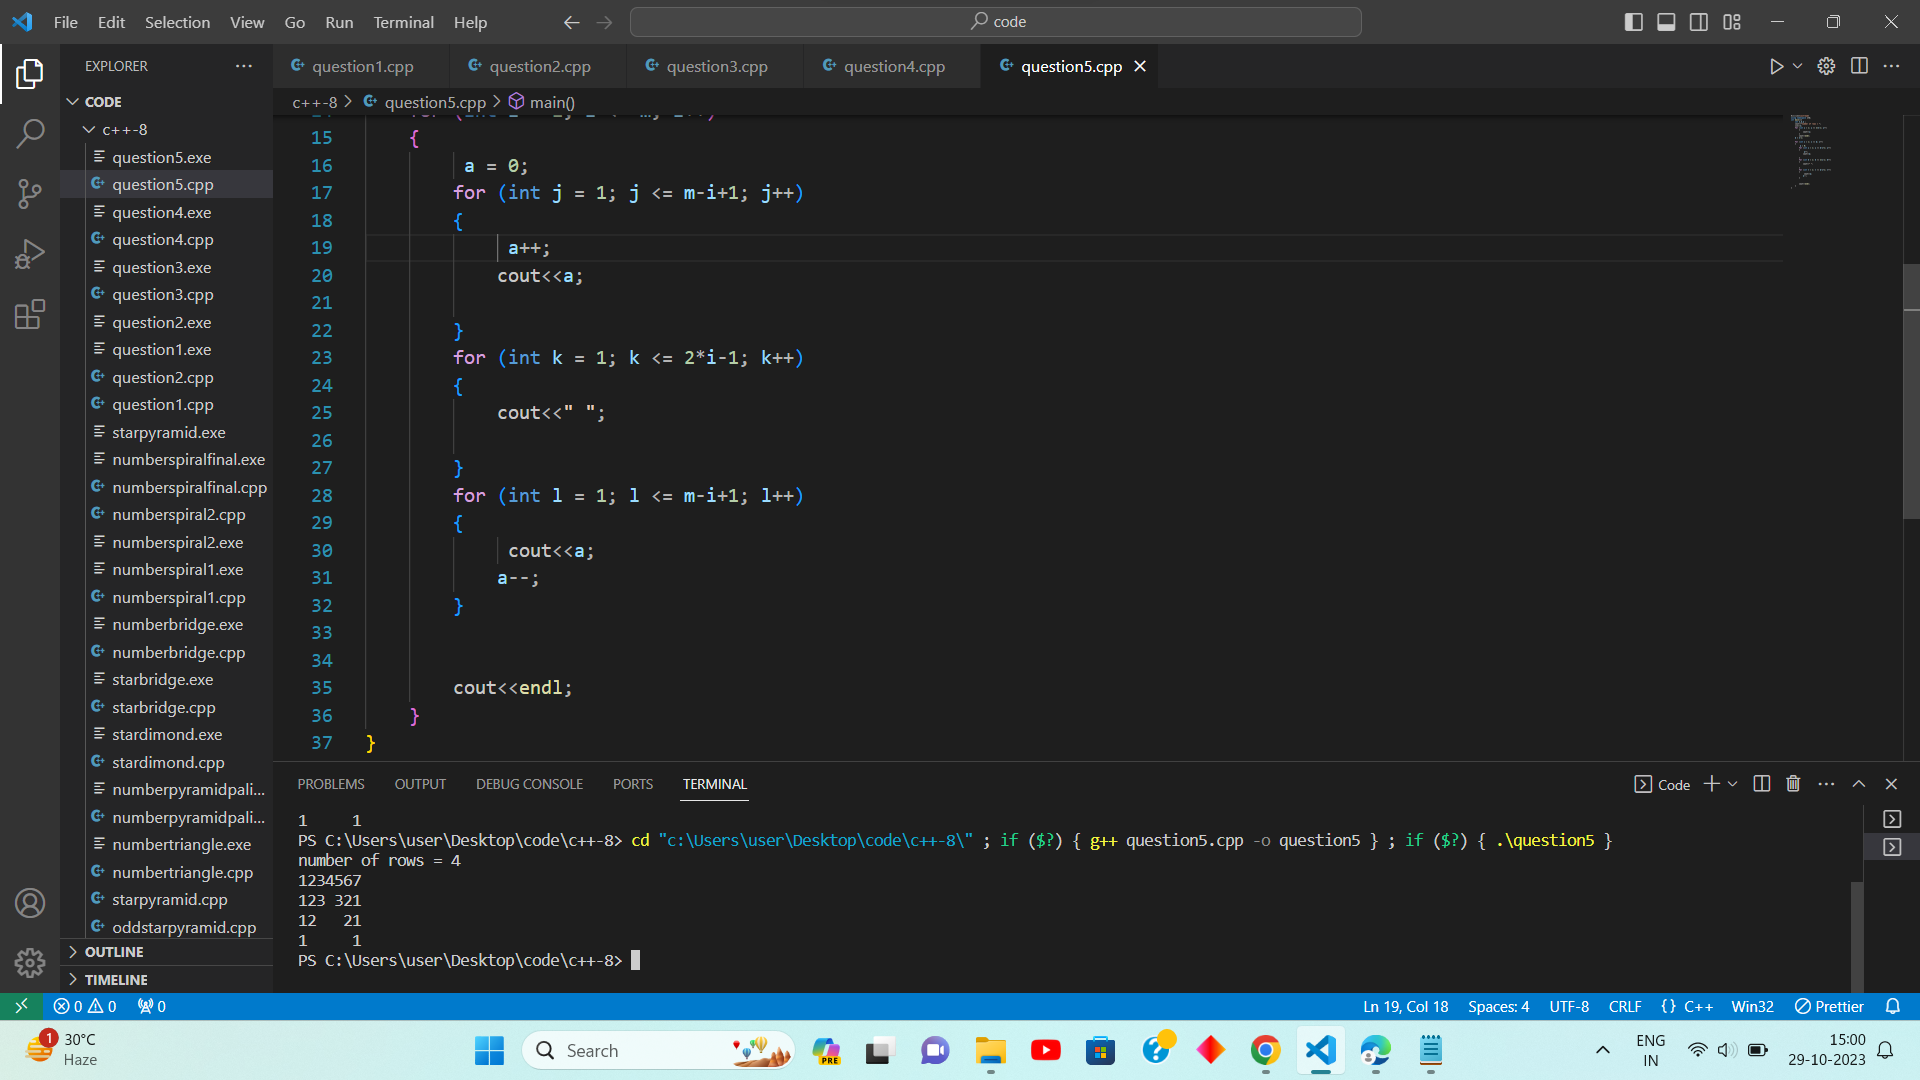 File Edit Selection View Go Run Terminal Help
code
EXPLORER
question1.cpp
question2.cpp
question3.cpp
question4.cpp
question5.cpp
CODE
c++-8 > question5.cpp > main()
c++-8
question5.exe
question5.cpp
question4.exe
question4.cpp
question3.exe
question3.cpp
question2.exe
question1.exe
question2.cpp
question1.cpp
starpyramid.exe
numberspiralfinal.exe
numberspiralfinal.cpp
numberspiral2.cpp
numberspiral2.exe
numberspiral1.exe
numberspiral1.cpp
numberbridge.exe
numberbridge.cpp
starbridge.exe
starbridge.cpp
stardimond.exe
stardimond.cpp
numberpyramidpali...
numberpyramidpali...
numbertriangle.exe
numbertriangle.cpp
starpyramid.cpp
oddstarpyramid.cpp
OUTLINE
TIMELINE
15 {
16 a = 0;
17 for (int j = 1; j <= m-i+1; j++)
18 {
19 a++;
20 cout<<a;
21
22 }
23 for (int k = 1; k <= 2*i-1; k++)
24 {
25 cout<<" ";
26
27 }
28 for (int l = 1; l <= m-i+1; l++)
29 {
30 cout<<a;
31 a--;
32 }
33
34
35 cout<<endl;
36 }
37 }
PROBLEMS OUTPUT DEBUG CONSOLE PORTS TERMINAL
Code
1     1
PS C:\Users\user\Desktop\code\c++-8> cd "c:\Users\user\Desktop\code\c++-8\" ; if ($?) { g++ question5.cpp -o question5 } ; if ($?) { .\question5 }
number of rows = 4
1234567
123 321
12   21
1     1
PS C:\Users\user\Desktop\code\c++-8>
0 0 0
Ln 19, Col 18 Spaces: 4 UTF-8 CRLF {} C++ Win32 Prettier
1
30°C
Haze
Search
PRE
ENG
IN
15:00
29-10-2023